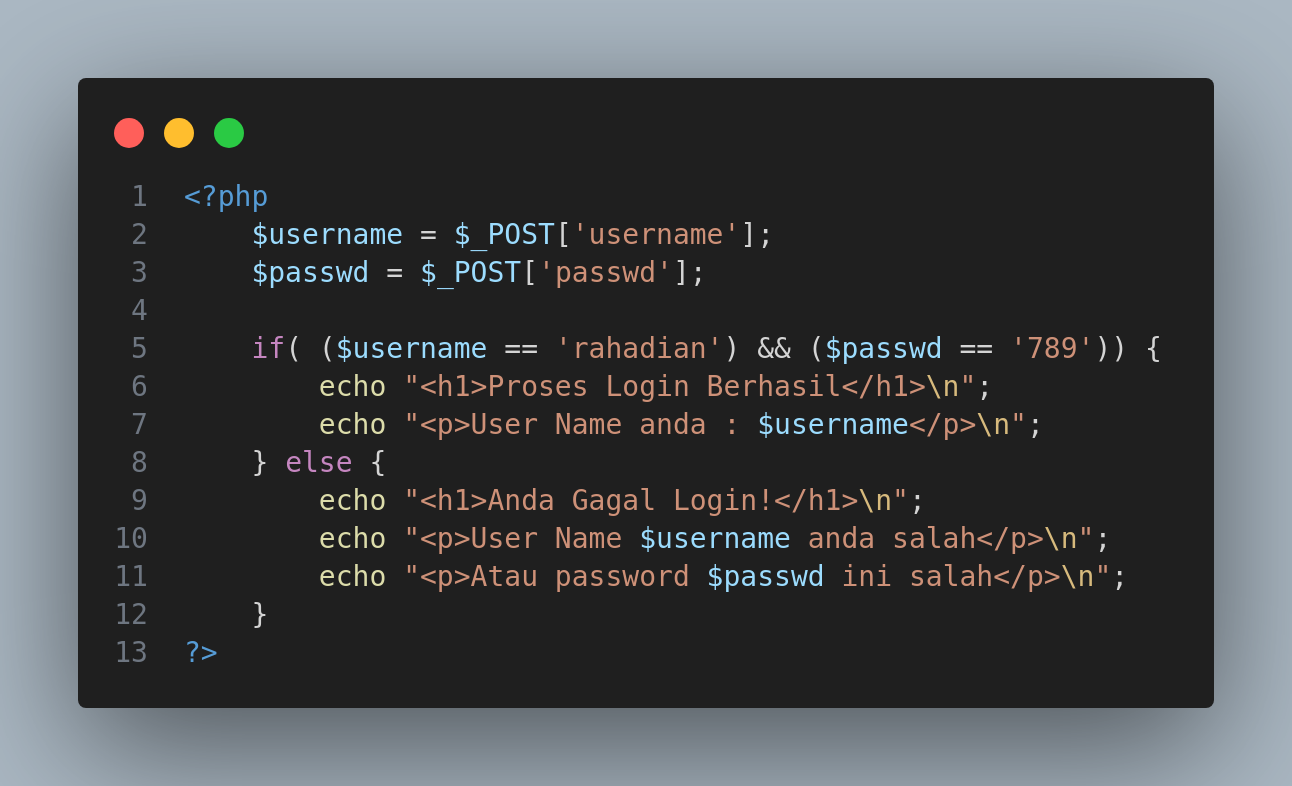 1 <?php
2     $username = $_POST['username'];
3     $passwd = $_POST['passwd'];
4
5     if( ($username == 'rahadian') && ($passwd == '789')) {
6         echo "<h1>Proses Login Berhasil</h1>\n";
7         echo "<p>User Name anda : $username</p>\n";
8     } else {
9         echo "<h1>Anda Gagal Login!</h1>\n";
10         echo "<p>User Name $username anda salah</p>\n";
11         echo "<p>Atau password $passwd ini salah</p>\n";
12     }
13 ?>